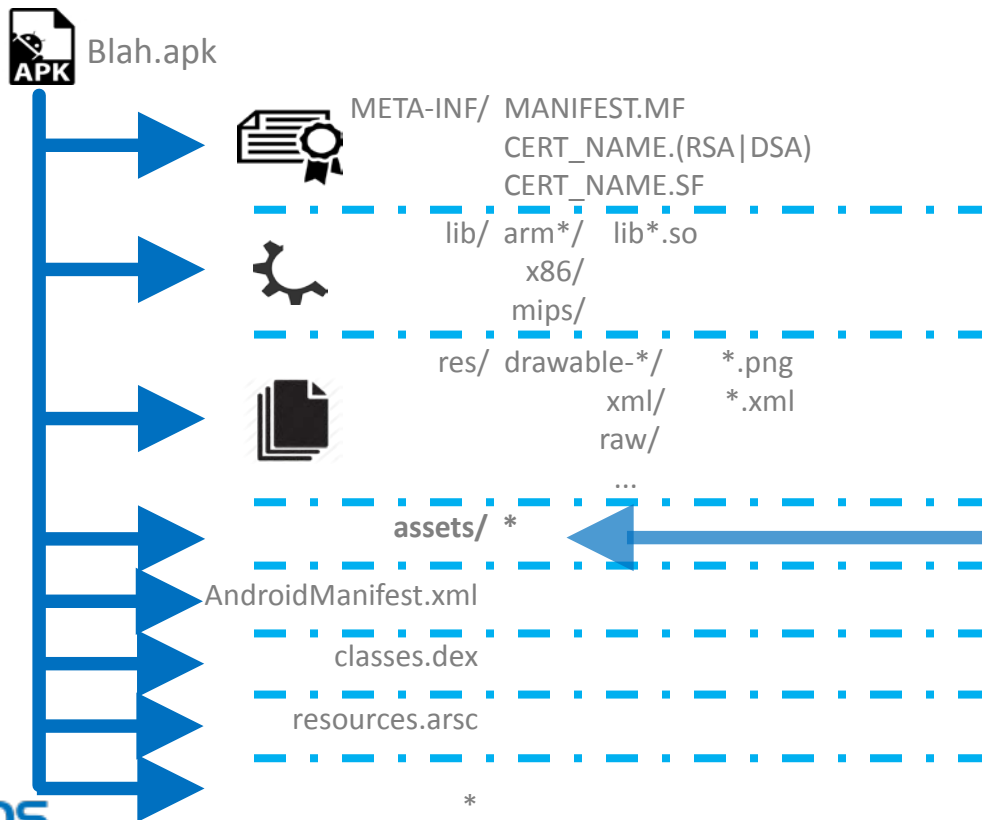 APK
Blah.apk
META-INF/ MANIFEST.MF
CERT_NAME.(RSA|DSA)
CERT_NAME.SF
lib/ arm*/ lib*.so
x86/
mips/
res/ drawable-*/ *.png
xml/ *.xml
raw/
...
assets/ *
AndroidManifest.xml
classes.dex
resources.arsc
*